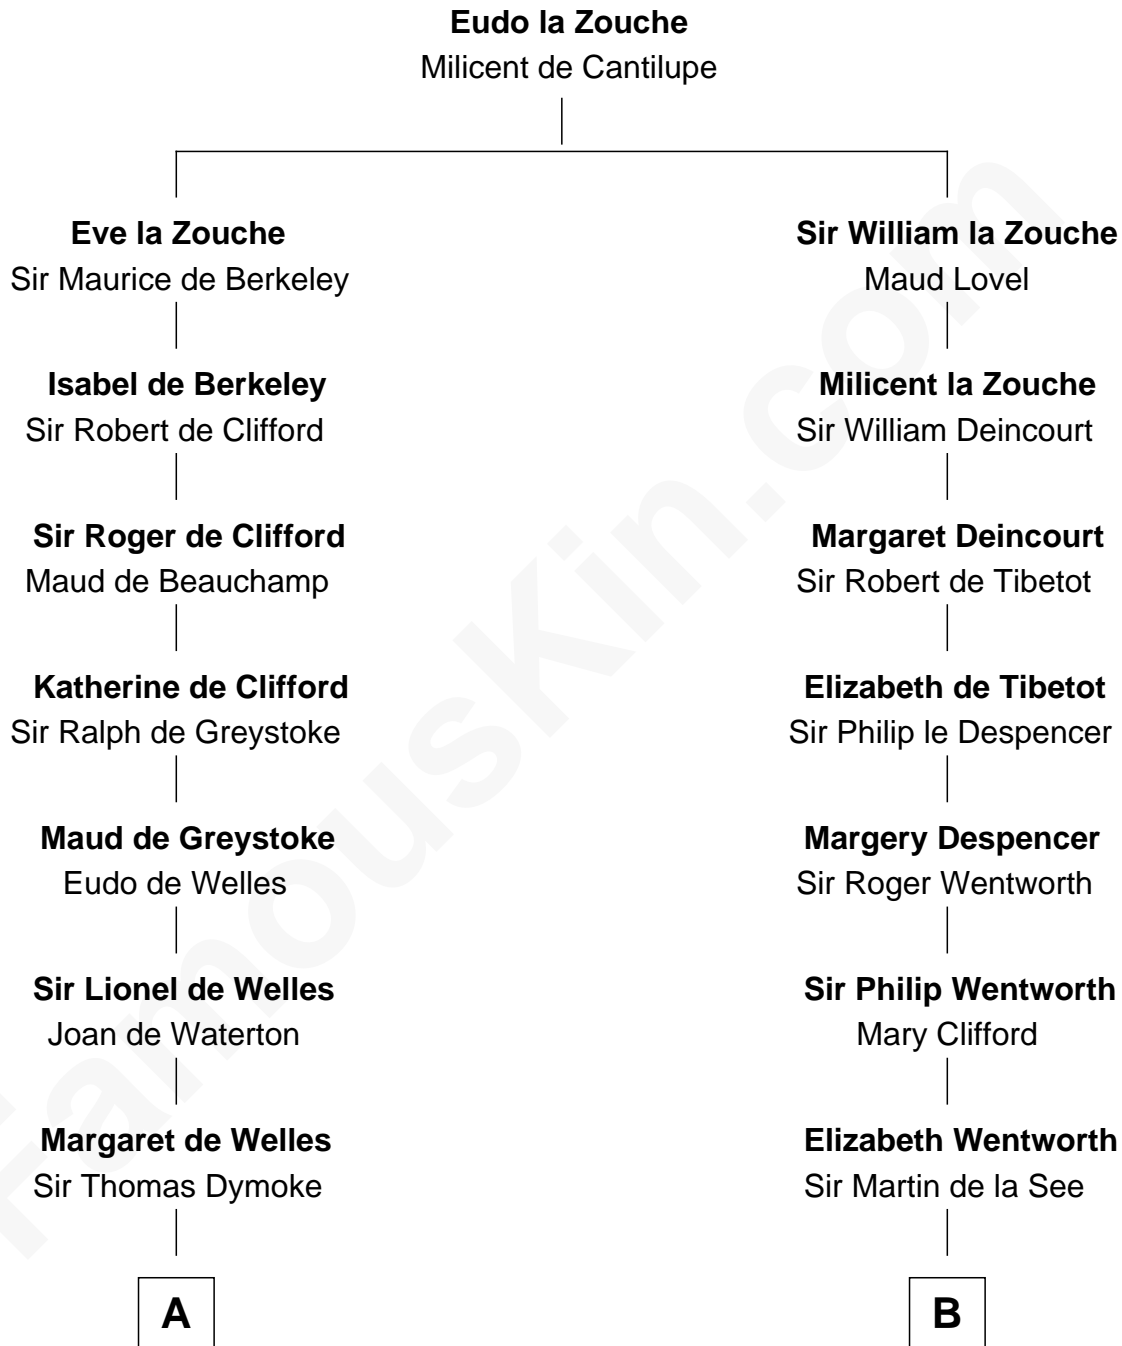 Eudo la Zouche
Milicent de Cantilupe
Eve la Zouche
Sir Maurice de Berkeley
Sir William la Zouche
Maud Lovel
Isabel de Berkeley
Sir Robert de Clifford
Milicent la Zouche
Sir William Deincourt
Sir Roger de Clifford
Maud de Beauchamp
Margaret Deincourt
Sir Robert de Tibetot
Katherine de Clifford
Sir Ralph de Greystoke
Elizabeth de Tibetot
Sir Philip le Despencer
Maud de Greystoke
Eudo de Welles
Margery Despencer
Sir Roger Wentworth
Sir Lionel de Welles
Joan de Waterton
Sir Philip Wentworth
Mary Clifford
Margaret de Welles
Sir Thomas Dymoke
Elizabeth Wentworth
Sir Martin de la See
A
B
FamousKin.com